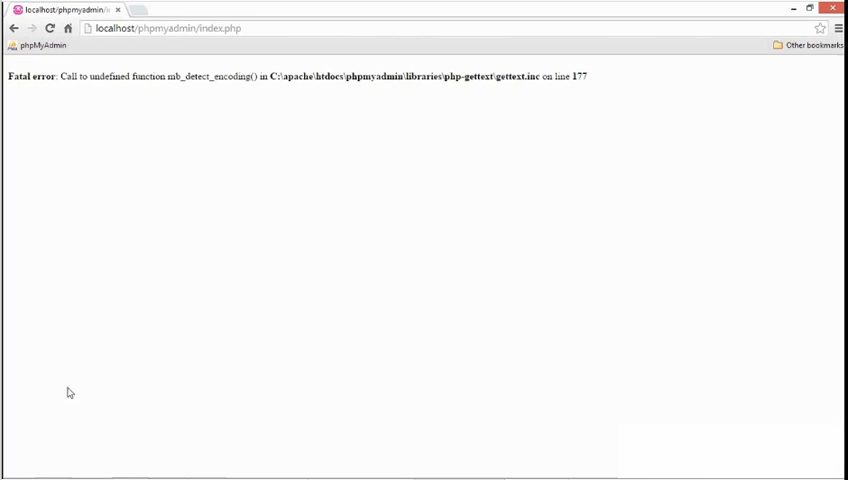 localhost/phpmyadmin/i
localhost/phpmyadmin/index.php
phpMyAdmin
Other bookmarks
Fatal error: Call to undefined function mb_detect_encoding() in C:\apache\htdocs\phpmyadmin\libraries\php-gettext\gettext.inc on line 177